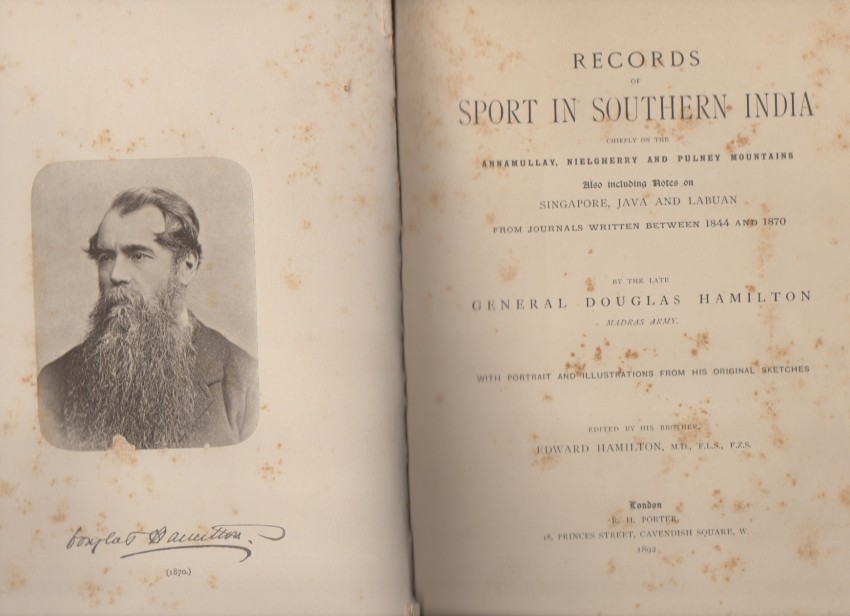 Douglas Hamilton.
(1870.)
RECORDS
OF
SPORT IN SOUTHERN INDIA
CHIEFLY ON THE
ANNAMULLAY, NIELGHERRY AND PULNEY MOUNTAINS
Also including Notes on
SINGAPORE, JAVA AND LABUAN
FROM JOURNALS WRITTEN BETWEEN 1844 AND 1870
BY THE LATE
GENERAL DOUGLAS HAMILTON
MADRAS ARMY.
WITH PORTRAIT AND ILLUSTRATIONS FROM HIS ORIGINAL SKETCHES
EDITED BY HIS BROTHER,
EDWARD HAMILTON, M.D., F.L.S., F.Z.S.
London
R. H. PORTER,
18, PRINCES STREET, CAVENDISH SQUARE, W.
1892